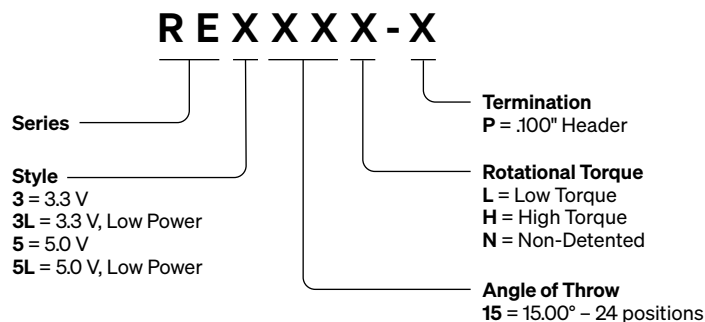 R E X X X X - X
Series
Style
3 = 3.3 V
3L = 3.3 V, Low Power
5 = 5.0 V
5L = 5.0 V, Low Power
Termination
P = .100" Header
Rotational Torque
L = Low Torque
H = High Torque
N = Non-Detented
Angle of Throw
15 = 15.00° – 24 positions